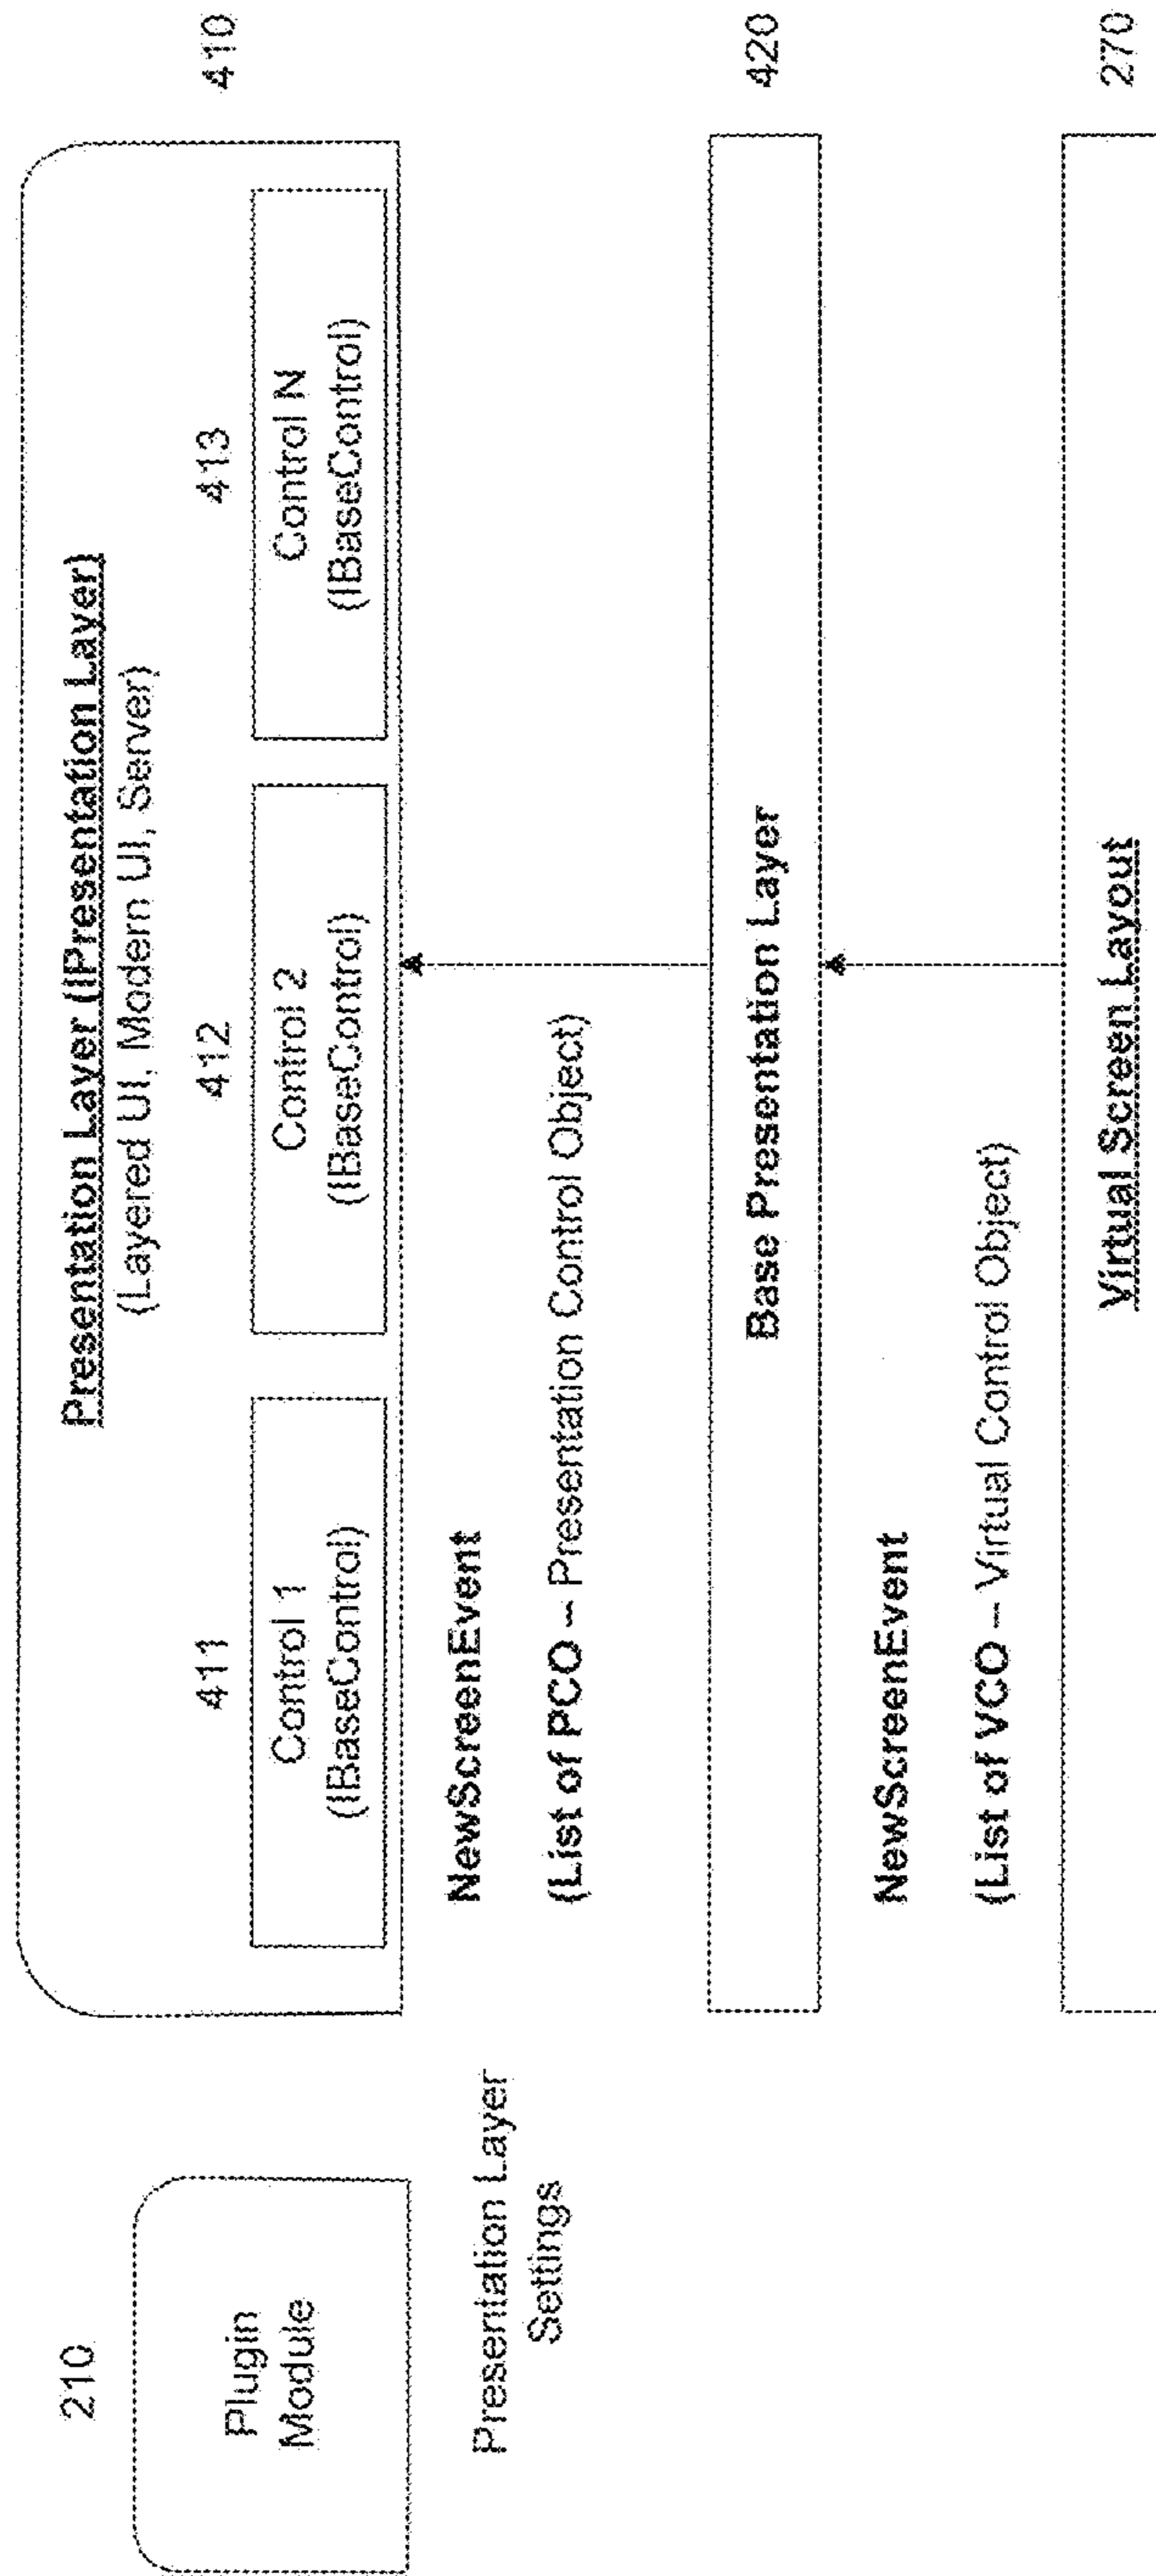 210
Plugin
Module
Presentation Layer
Settings
Presentation Layer (IPresentation Layer)
(Layered UI, Modern UI, Server)
410
411
412
413
Control 1
(IBaseControl)
Control 2
(IBaseControl)
Control N
(IBaseControl)
NewScreenEvent
(List of PCO – Presentation Control Object)
Base Presentation Layer
420
NewScreenEvent
(List of VCO – Virtual Control Object)
Virtual Screen Layout
270